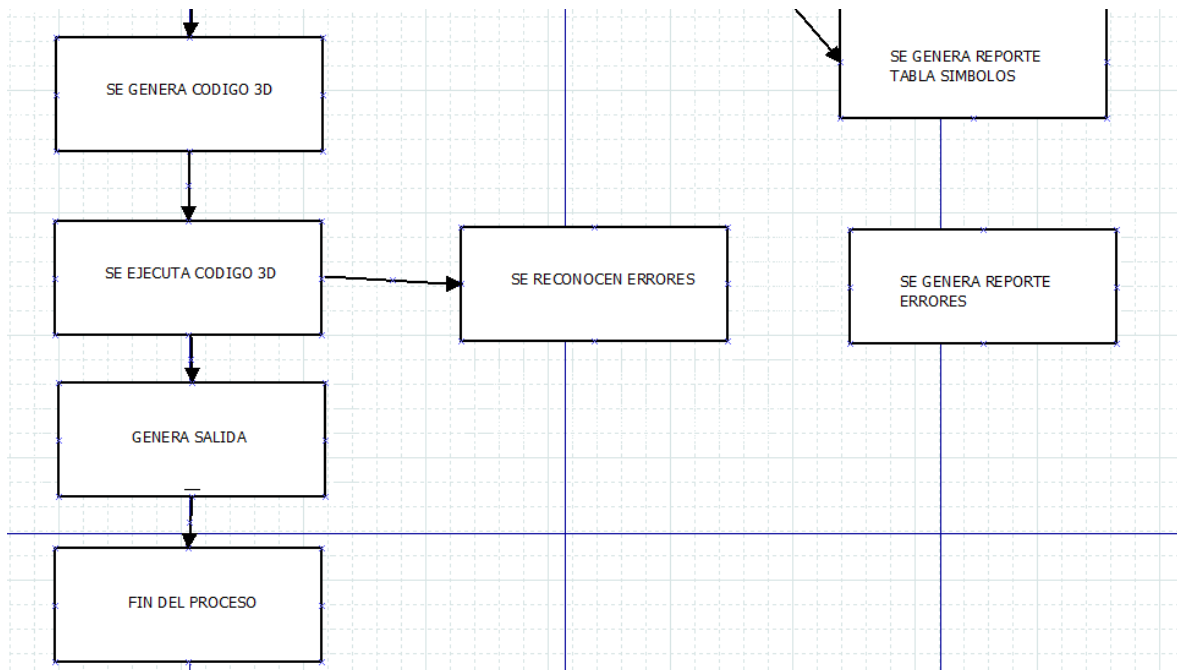 SE GENERA CODIGO 3D
SE GENERA REPORTE
TABLA SIMBOLOS
SE EJECUTA CODIGO 3D
SE RECONOCEN ERRORES
SE GENERA REPORTE
ERRORES
GENERA SALIDA
FIN DEL PROCESO